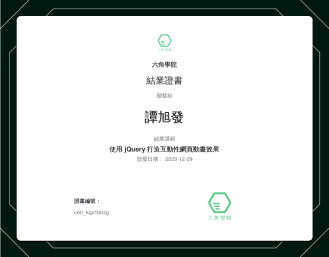 六角學院
六角學院
結業證書
頒發給
譚旭發
結業課程
使用 jQuery 打造互動性網頁動畫效果
頒發日期： 2023-12-29
證書編號：
六角學院